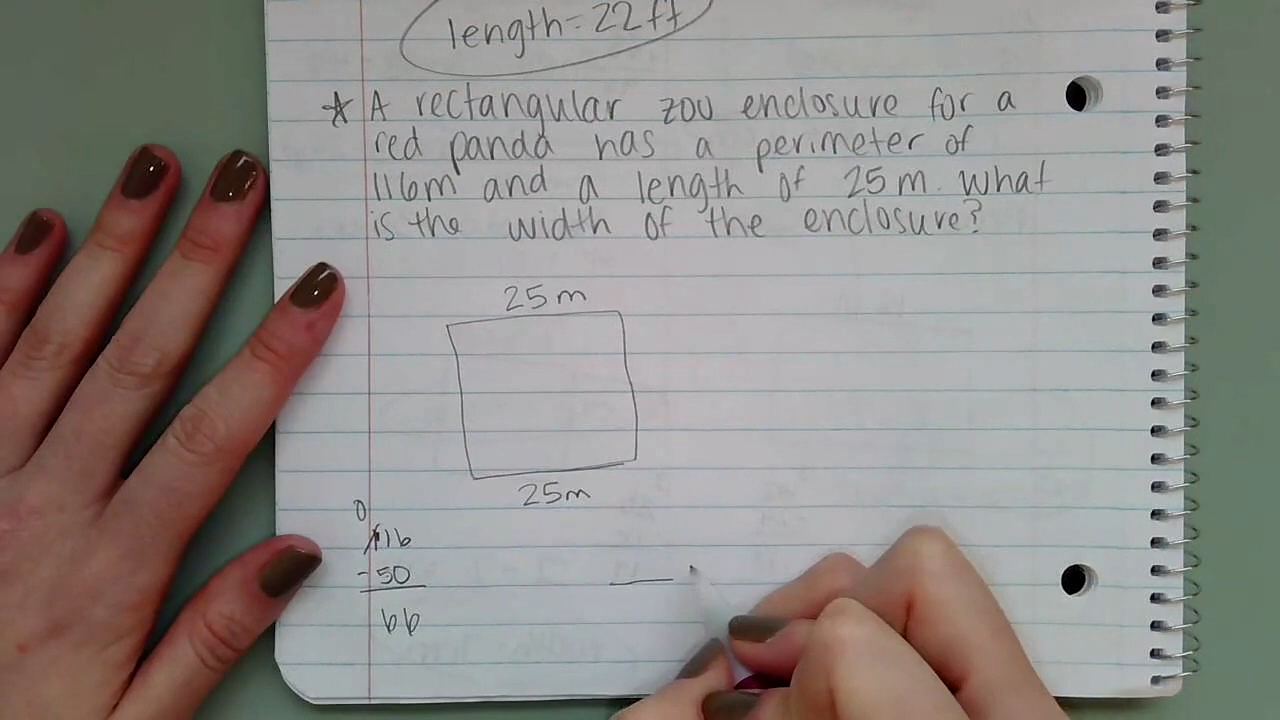 length = 22ft
☆ A rectangular zoo enclosure for a
red panda has a perimeter of
116m and a length of 25m. What
is the width of the enclosure?
25m
25m
0
116
-50
66